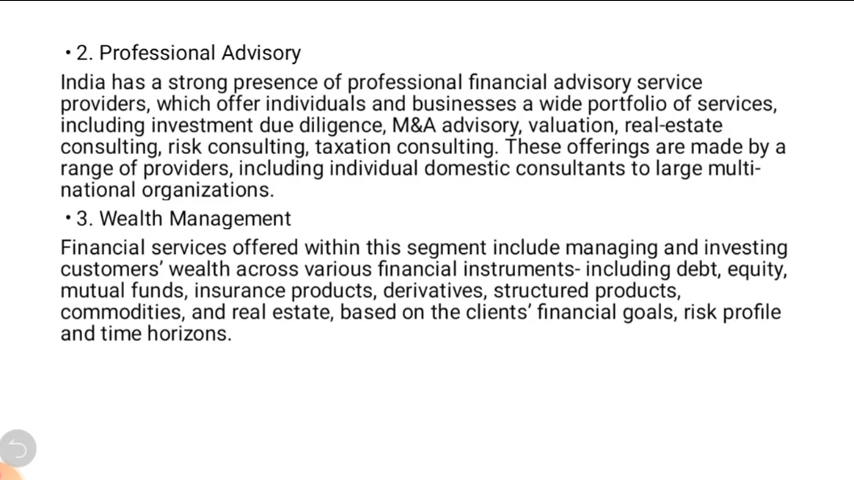 • 2. Professional Advisory
India has a strong presence of professional financial advisory service
providers, which offer individuals and businesses a wide portfolio of services,
including investment due diligence, M&A advisory, valuation, real-estate
consulting, risk consulting, taxation consulting. These offerings are made by a
range of providers, including individual domestic consultants to large multi-
national organizations.
• 3. Wealth Management
Financial services offered within this segment include managing and investing
customers’ wealth across various financial instruments- including debt, equity,
mutual funds, insurance products, derivatives, structured products,
commodities, and real estate, based on the clients’ financial goals, risk profile
and time horizons.